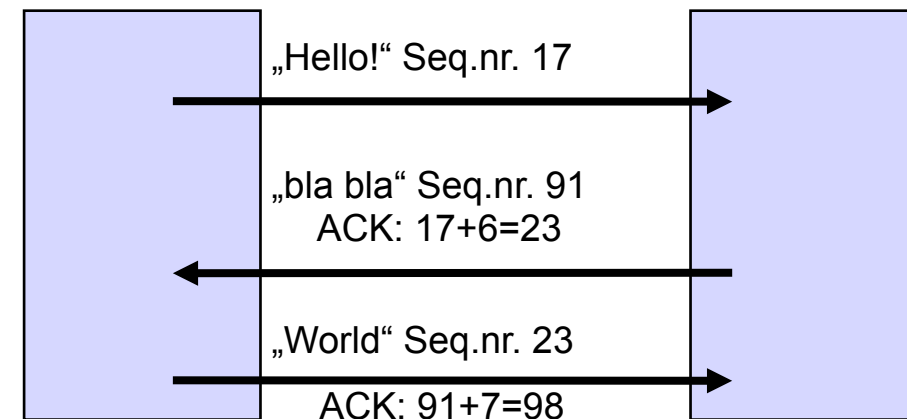 „Hello!“ Seq.nr. 17
„bla bla“ Seq.nr. 91
ACK: 17+6=23
„World“ Seq.nr. 23
ACK: 91+7=98